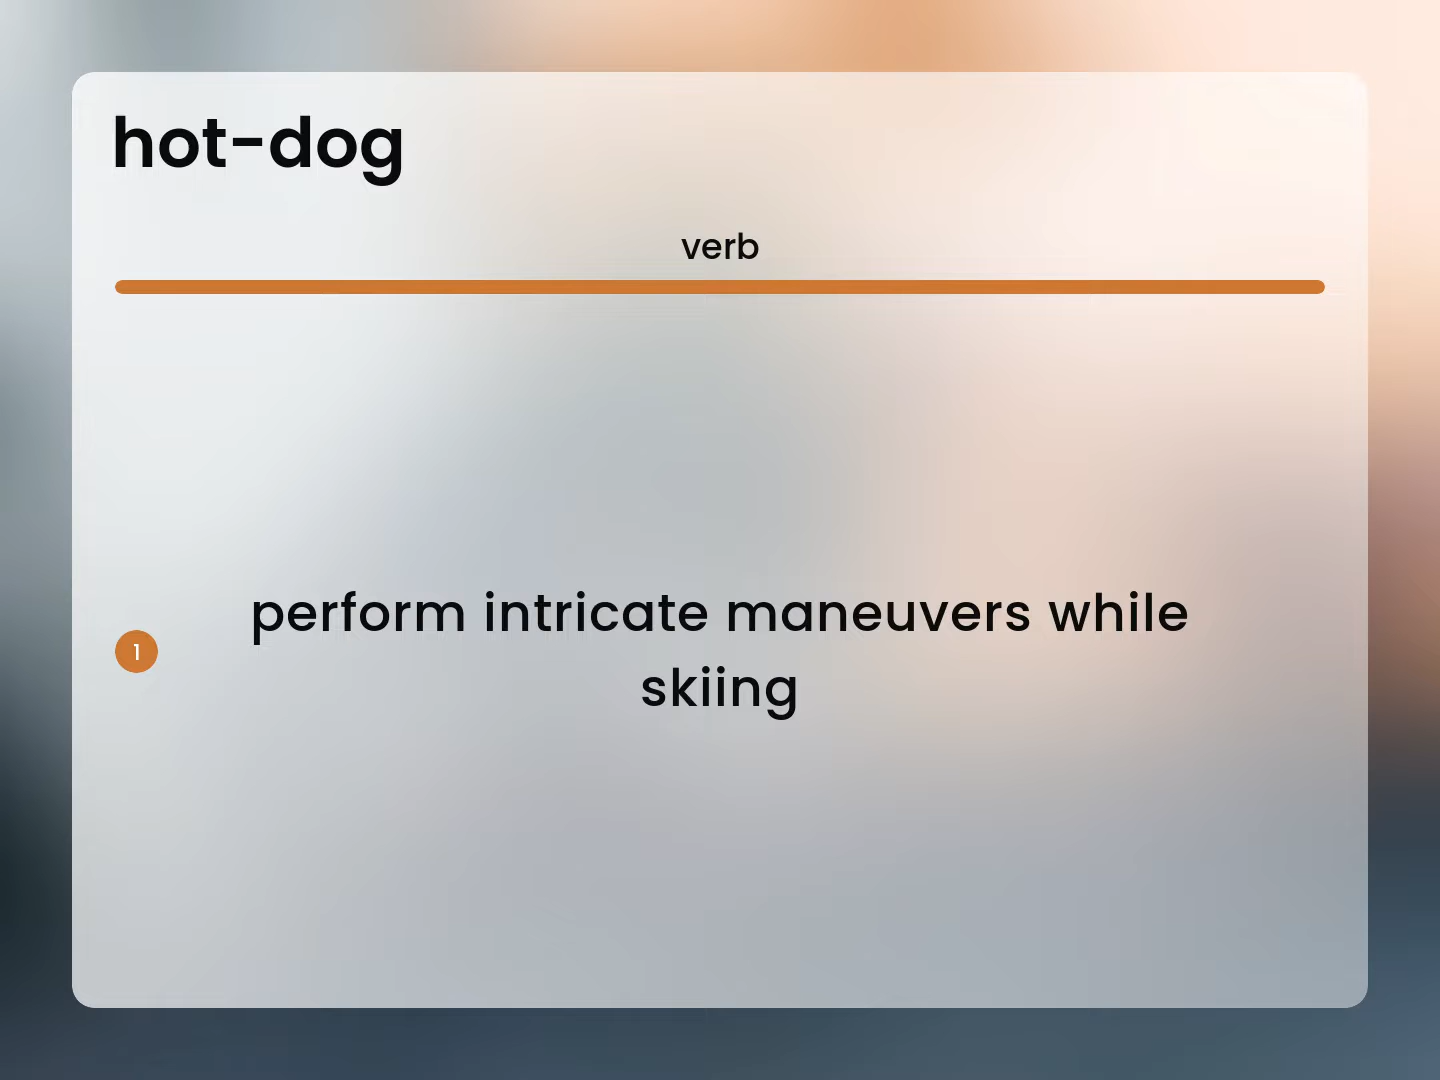 hot-dog
verb
1
perform intricate maneuvers while
skiing